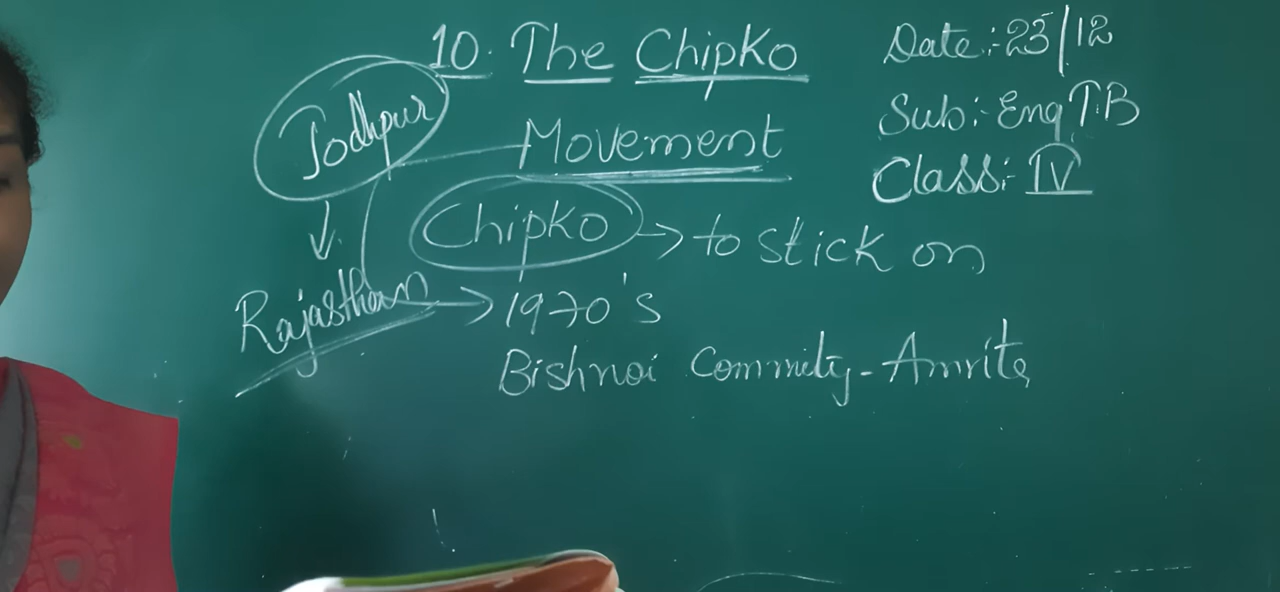 10. The Chipko
Movement
Date:-23/12
Sub:-Eng T.B
Class:-IV
Jodhpur
Rajasthan
Chipko -> to stick on
-> 1970's
Bishnoi Commity-Amrita